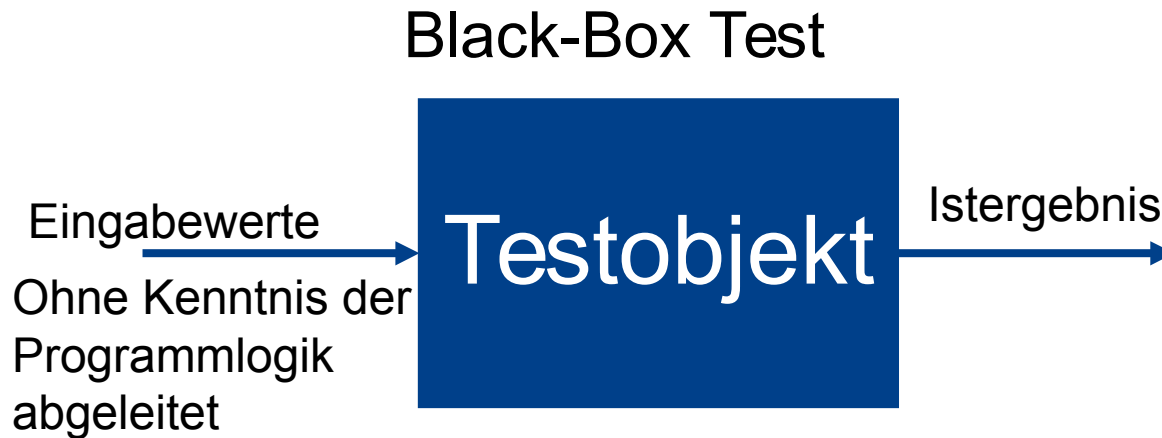 Black-Box Test
Eingabewerte
Testobjekt
Istergebnis
Ohne Kenntnis der
Programmlogik
abgeleitet